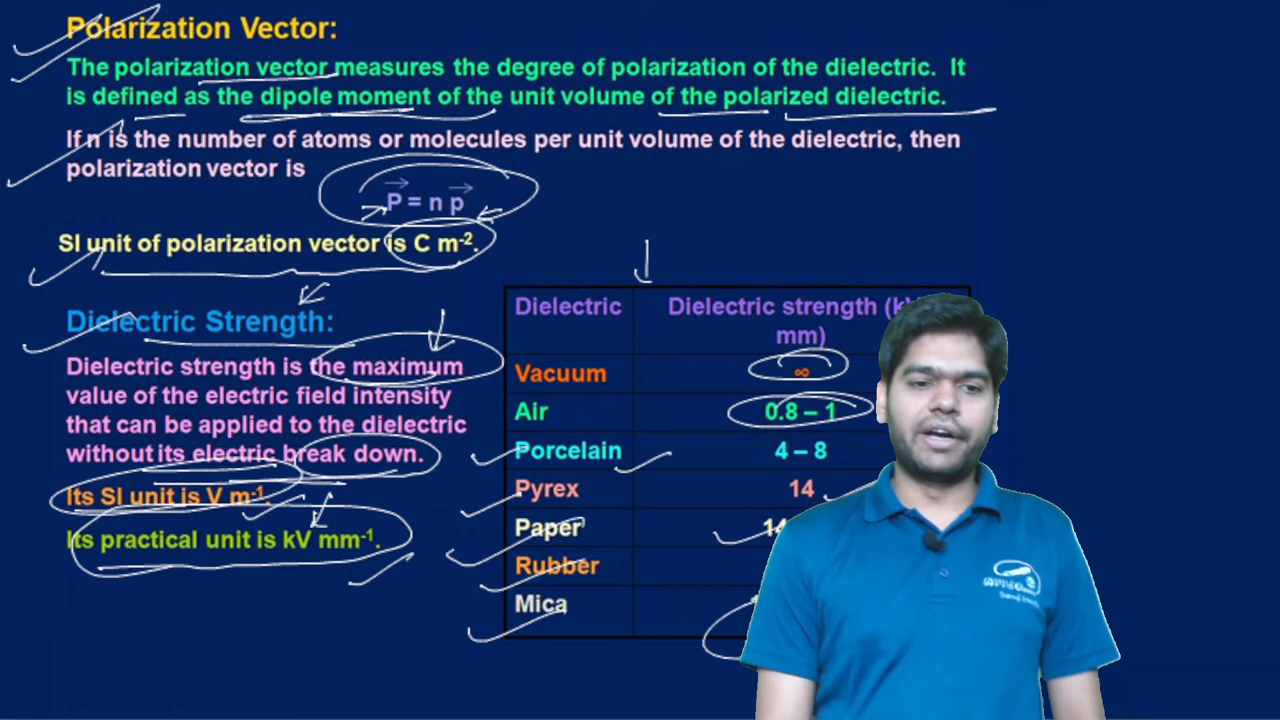 Polarization Vector:
The polarization vector measures the degree of polarization of the dielectric. It
is defined as the dipole moment of the unit volume of the polarized dielectric.
If n is the number of atoms or molecules per unit volume of the dielectric, then
polarization vector is
P = n p
SI unit of polarization vector is C m-2.
Dielectric Strength:
Dielectric strength is the maximum
value of the electric field intensity
that can be applied to the dielectric
without its electric break down.
Its SI unit is V m-1.
Its practical unit is kV mm-1.
Dielectric Dielectric strength
mm)
Vacuum ∞
Air 0.8 – 1
Porcelain 4 – 8
Pyrex 14
Paper
Rubber
Mica